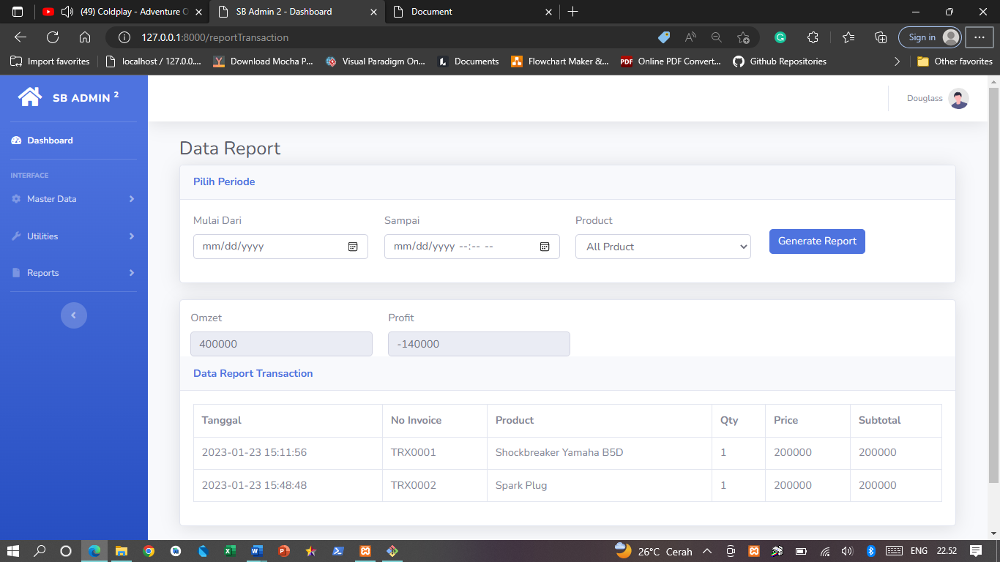 (49) Coldplay - Adventure O
SB Admin 2 - Dashboard
Document
127.0.0.1:8000/reportTransaction
Sign in
Import favorites
localhost / 127.0.0....
Download Mocha P...
Visual Paradigm On...
Documents
Flowchart Maker &...
PDF
Online PDF Convert...
Github Repositories
Other favorites
SB ADMIN 2
Douglass
Dashboard
INTERFACE
Master Data
Utilities
Reports
Data Report
Pilih Periode
Mulai Dari
Sampai
Product
mm/dd/yyyy
mm/dd/yyyy --:-- --
All Prduct
Generate Report
Omzet
Profit
400000
-140000
Data Report Transaction
Tanggal No Invoice Product Qty Price Subtotal
2023-01-23 15:11:56 TRX0001 Shockbreaker Yamaha B5D 1 200000 200000
2023-01-23 15:48:48 TRX0002 Spark Plug 1 200000 200000
26°C Cerah
ENG
22.52